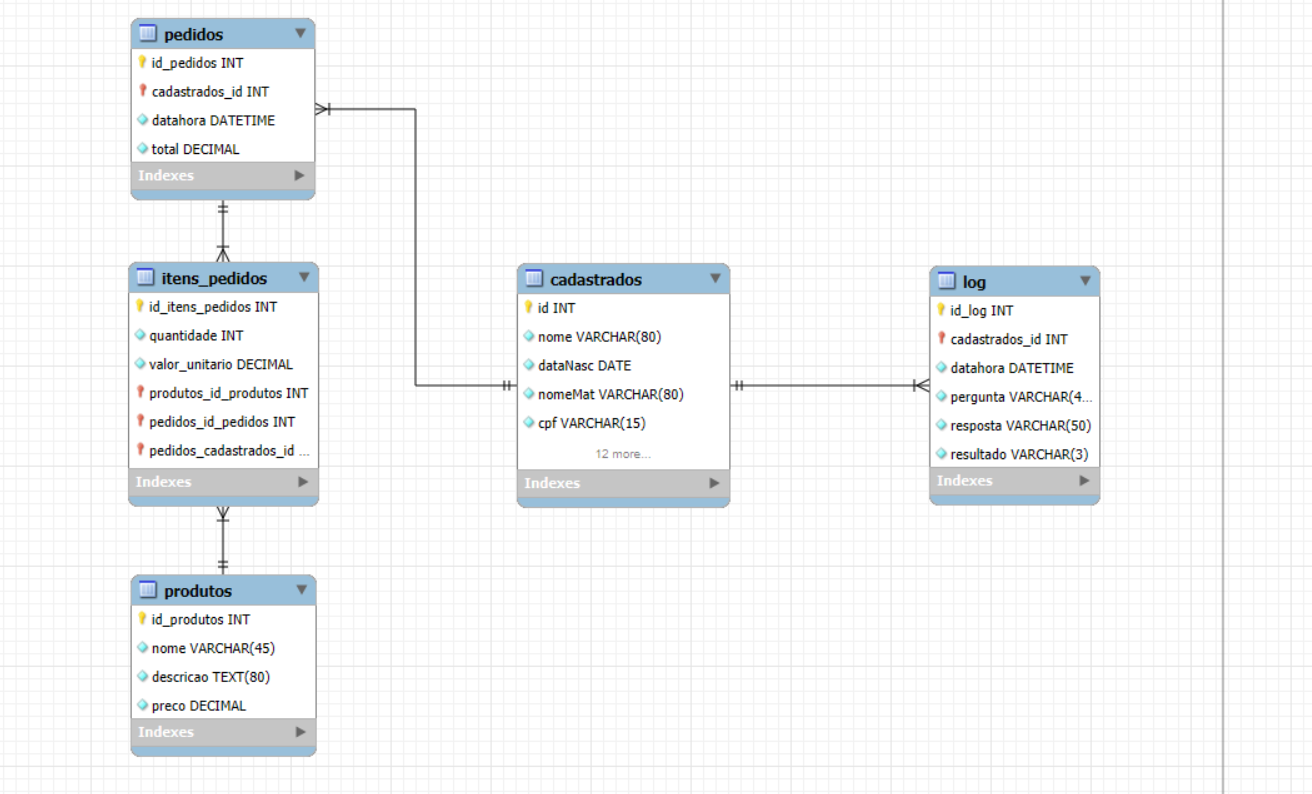 pedidos
id_pedidos INT
cadastrados_id INT
datahora DATETIME
total DECIMAL
Indexes
itens_pedidos
id_itens_pedidos INT
quantidade INT
valor_unitario DECIMAL
produtos_id_produtos INT
pedidos_id_pedidos INT
pedidos_cadastrados_id ...
Indexes
produtos
id_produtos INT
nome VARCHAR(45)
descricao TEXT(80)
preco DECIMAL
Indexes
cadastrados
id INT
nome VARCHAR(80)
dataNasc DATE
nomeMat VARCHAR(80)
cpf VARCHAR(15)
12 more...
Indexes
log
id_log INT
cadastrados_id INT
datahora DATETIME
pergunta VARCHAR(4...
resposta VARCHAR(50)
resultado VARCHAR(3)
Indexes